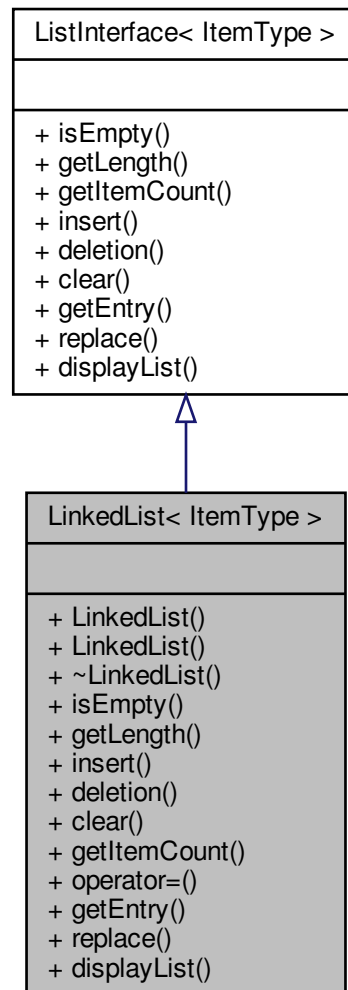 ListInterface< ItemType >
+ isEmpty()
+ getLength()
+ getItemCount()
+ insert()
+ deletion()
+ clear()
+ getEntry()
+ replace()
+ displayList()
LinkedList< ItemType >
+ LinkedList()
+ LinkedList()
+ ~LinkedList()
+ isEmpty()
+ getLength()
+ insert()
+ deletion()
+ clear()
+ getItemCount()
+ operator=()
+ getEntry()
+ replace()
+ displayList()